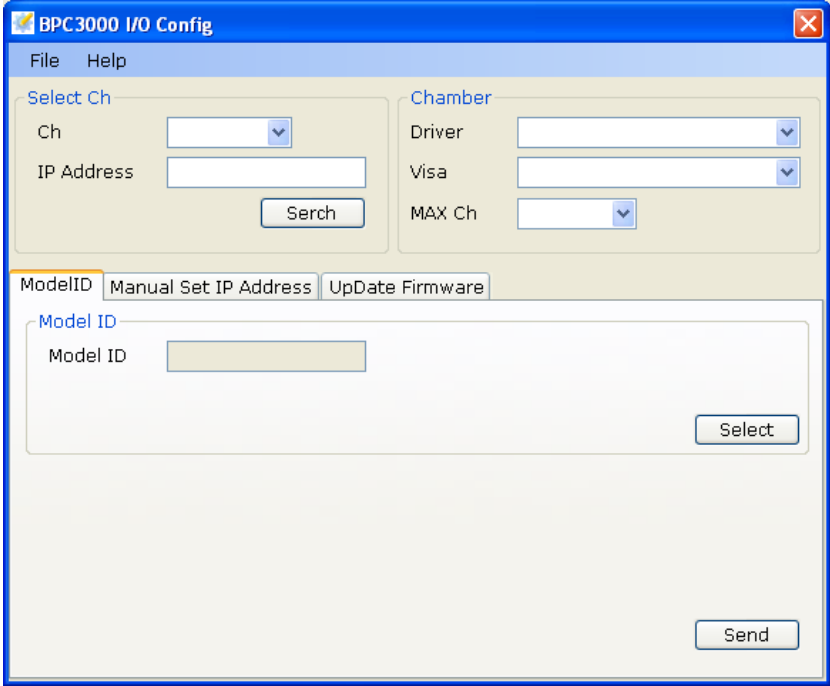 BPC3000 I/O Config
File Help
Select Ch
Ch
IP Address
Serch
Chamber
Driver
Visa
MAX Ch
ModelID Manual Set IP Address UpDate Firmware
Model ID
Model ID
Select
Send